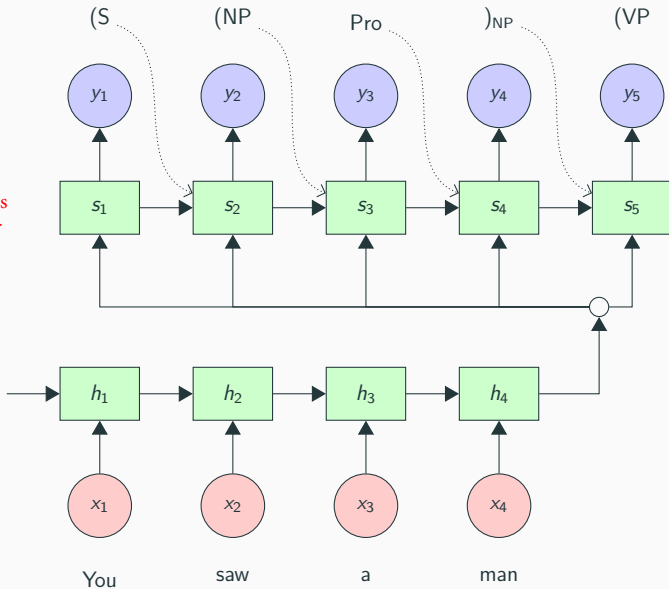 (S (NP Pro )NP (VP
y1 y2 y3 y4 y5
s
s1 s2 s3 s4 s5
h1 h2 h3 h4
x1 x2 x3 x4
You saw a man